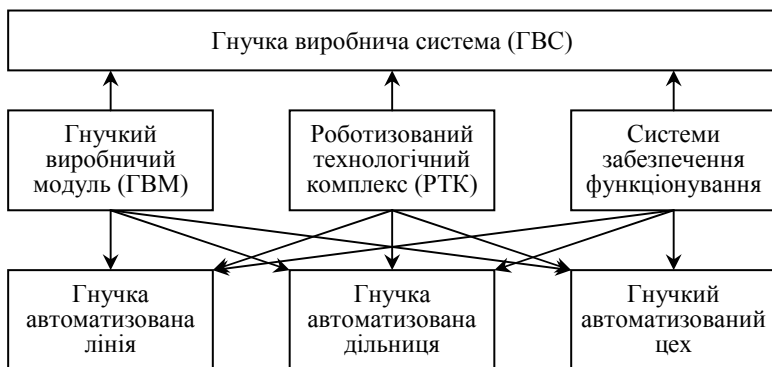 Гнучка виробнича система (ГВС)
Гнучкий
виробничий
модуль (ГВМ)
Роботизований
технологічний
комплекс (РТК)
Системи
забезпечення
функціонування
Гнучка
автоматизована
лінія
Гнучка
автоматизована
дільниця
Гнучкий
автоматизований
цех